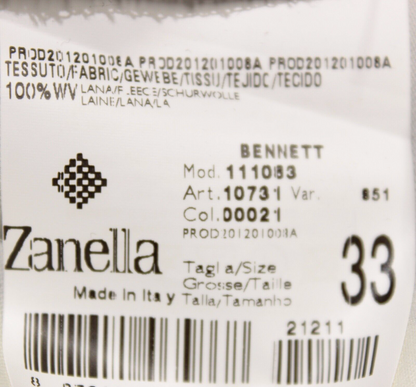 PROD201201008A PROD201201008A PROD201201008A
TESSUTO/FABRIC/GEWEBE/TISSU/TEJIDO/TECIDO
100% WV LANA/FLEECE/SCHURWOLLE
LAINE/LANA/LA
BENNETT
Mod. 111083
Art. 10731 Var. 851
Col. 00021
PROD201201008A
Zanella
Made In Italy
Tagl a/Size
Grosse/Taille
Talla/Tamanho
33
21211